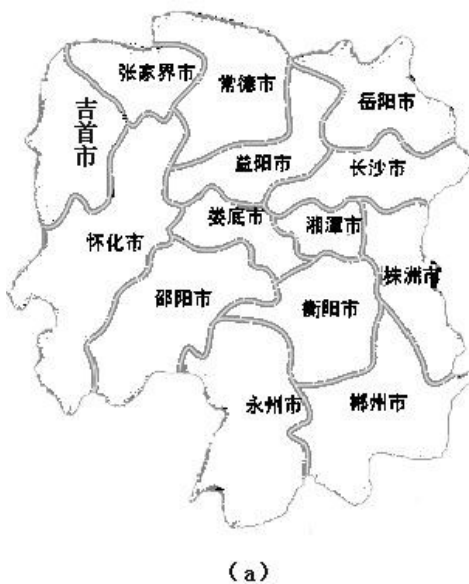 张家界市
常德市
岳阳市
吉首市
益阳市
长沙市
娄底市
湘潭市
怀化市
株洲市
邵阳市
衡阳市
永州市
郴州市
（a）